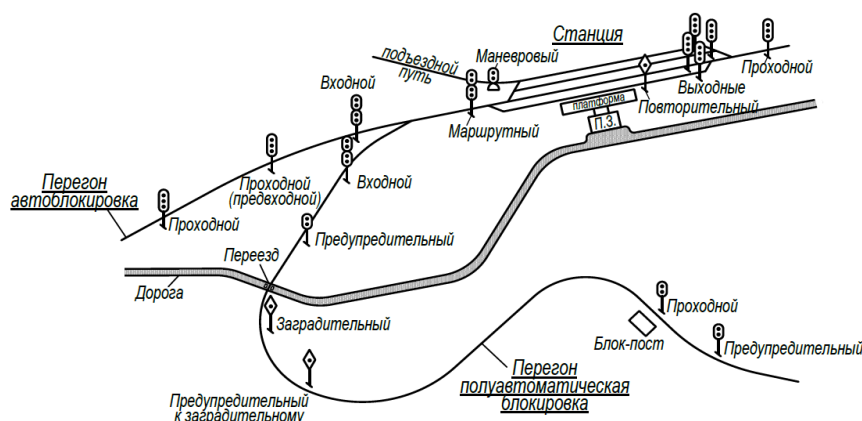 Станция
подъездной
путь
Маневровый
Проходной
Входной
Выходные
платформа
Повторительный
П.З.
Маршрутный
Проходной
(предвходной)
Входной
Перегон
автоблокировка
Проходной
Предупредительный
Переезд
Дорога
Заградительный
Проходной
Блок-пост
Предупредительный
Перегон
полуавтоматическая
блокировка
Предупредительный
к заградительному